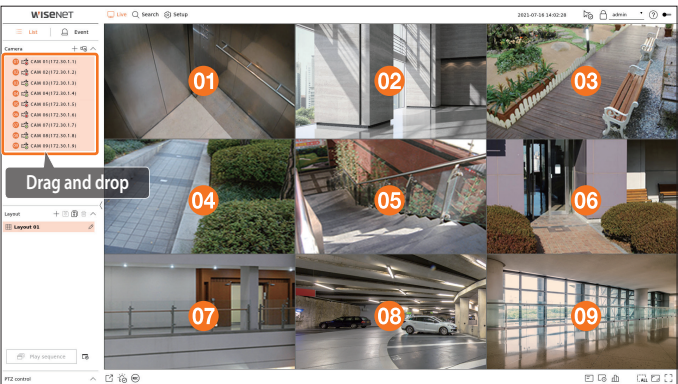 WISENET
Live Search Setup 2021-07-16 14:02:28 admin
List Event
Camera
CAM 01(172.30.1.1)
CAM 02(172.30.1.2)
CAM 03(172.30.1.3)
CAM 04(172.30.1.4)
CAM 05(172.30.1.5)
CAM 06(172.30.1.6)
CAM 07(172.30.1.7)
CAM 08(172.30.1.8)
CAM 09(172.30.1.9)
Drag and drop
01
02
03
04
05
06
07
08
09
Layout
Layout 01
Play sequence
PTZ control
ALL